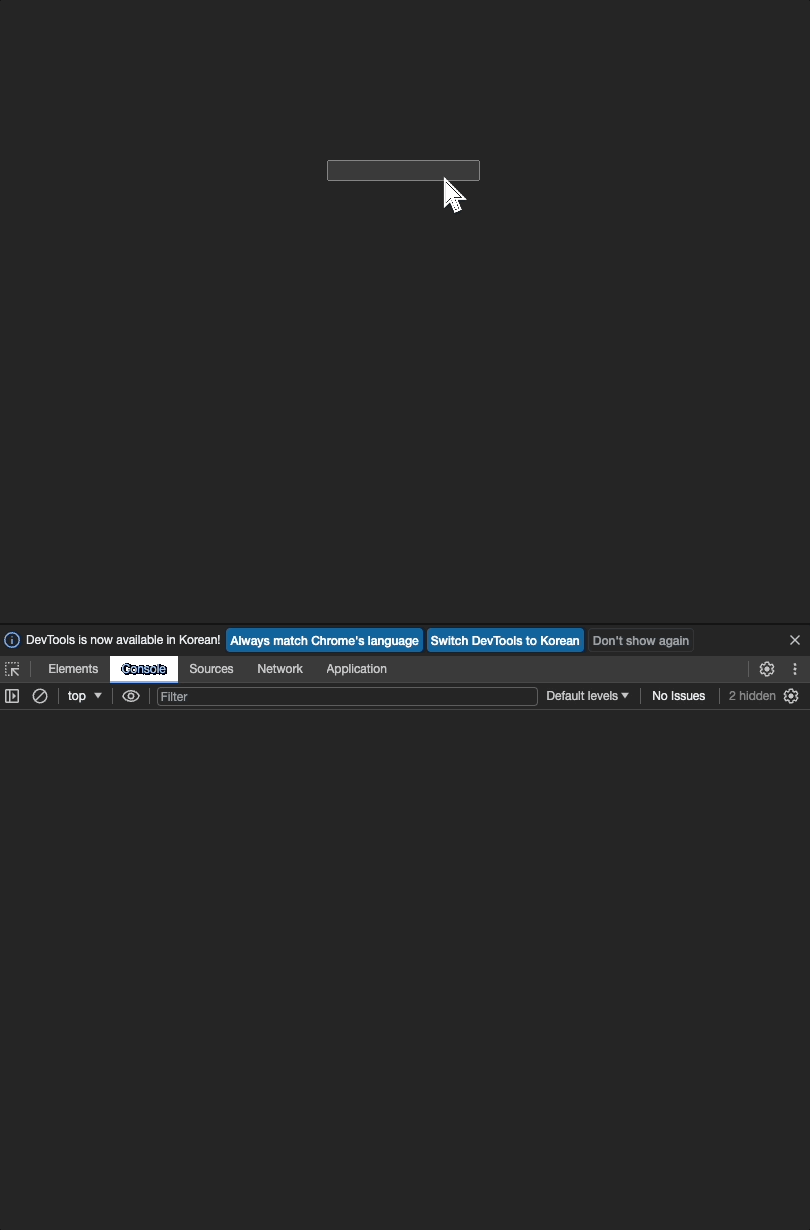 DevTools is now available in Korean! Always match Chrome's language Switch DevTools to Korean Don't show again
Elements Console Sources Network Application
top Filter Default levels No Issues 2 hidden